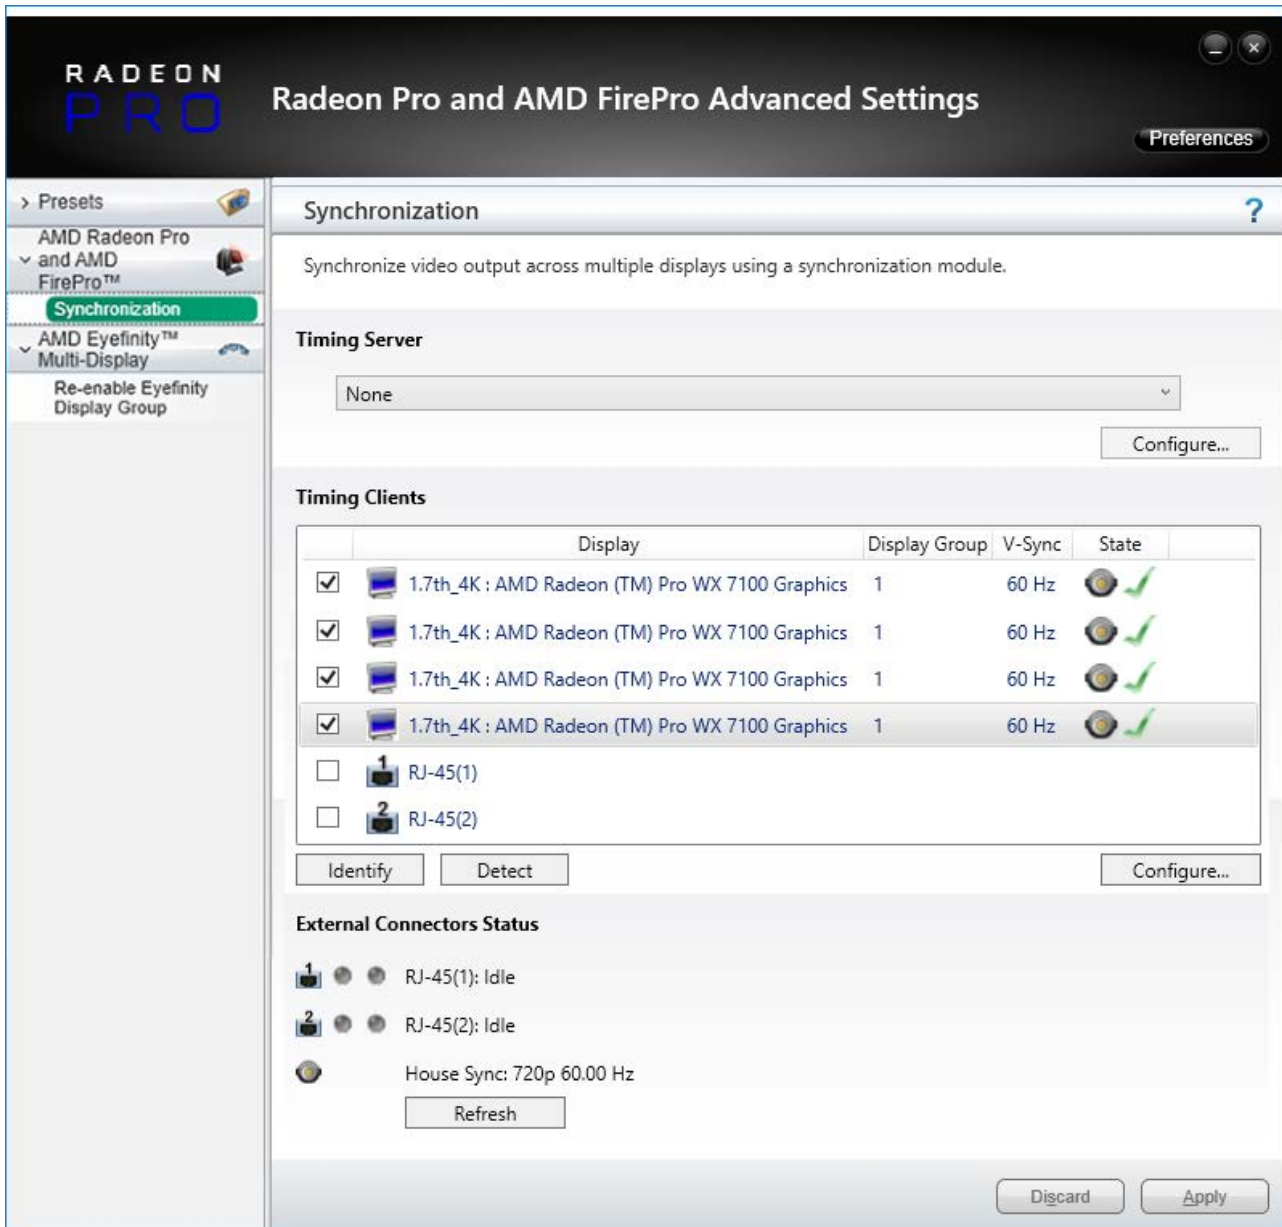 RADEON
PRO
Radeon Pro and AMD FirePro Advanced Settings
Preferences
Presets
AMD Radeon Pro
and AMD
FirePro™
Synchronization
AMD Eyefinity™
Multi-Display
Re-enable Eyefinity
Display Group
Synchronization
?
Synchronize video output across multiple displays using a synchronization module.
Timing Server
None
Configure...
Timing Clients
Display Display Group V-Sync State
1.7th_4K : AMD Radeon (TM) Pro WX 7100 Graphics 1 60 Hz
1.7th_4K : AMD Radeon (TM) Pro WX 7100 Graphics 1 60 Hz
1.7th_4K : AMD Radeon (TM) Pro WX 7100 Graphics 1 60 Hz
1.7th_4K : AMD Radeon (TM) Pro WX 7100 Graphics 1 60 Hz
1 RJ-45(1)
2 RJ-45(2)
Identify Detect Configure...
External Connectors Status
1 RJ-45(1): Idle
2 RJ-45(2): Idle
House Sync: 720p 60.00 Hz
Refresh
Discard Apply